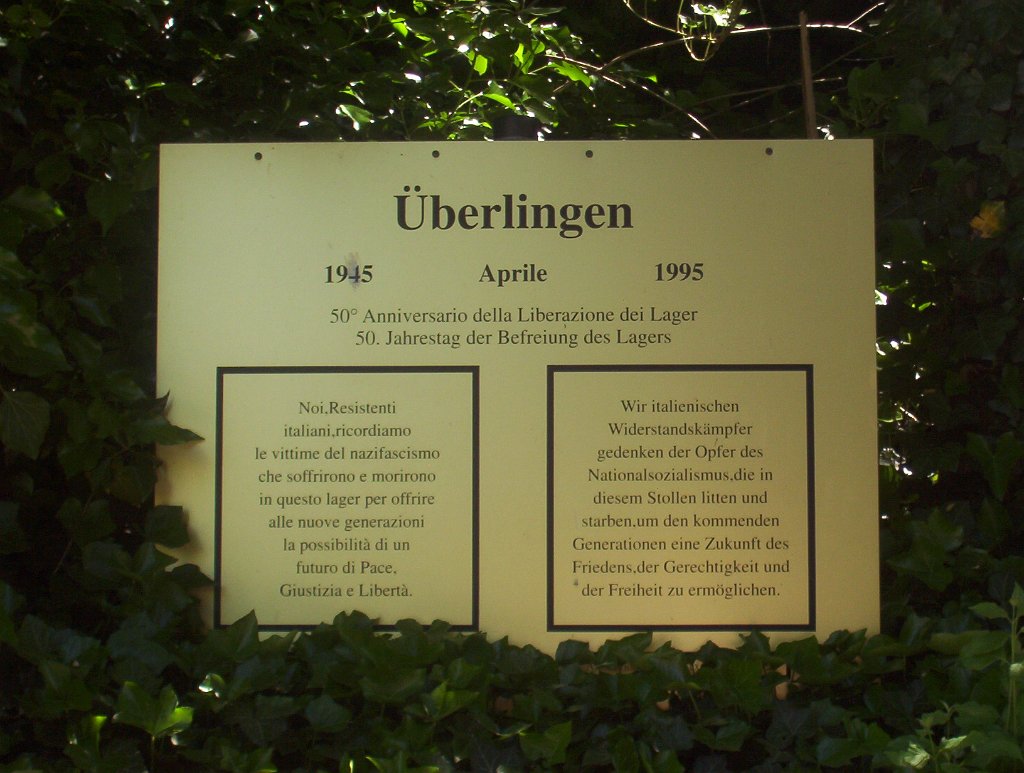 Überlingen
1945 Aprile 1995
50° Anniversario della Liberazione dei Lager
50. Jahrestag der Befreiung des Lagers
Noi,Resistenti
italiani,ricordiamo
le vittime del nazifascismo
che soffrirono e morirono
in questo lager per offrire
alle nuove generazioni
la possibilità di un
futuro di Pace,
Giustizia e Libertà.
Wir italienischen
Widerstandskämpfer
gedenken der Opfer des
Nationalsozialismus,die in
diesem Stollen litten und
starben,um den kommenden
Generationen eine Zukunft des
Friedens,der Gerechtigkeit und
der Freiheit zu ermöglichen.